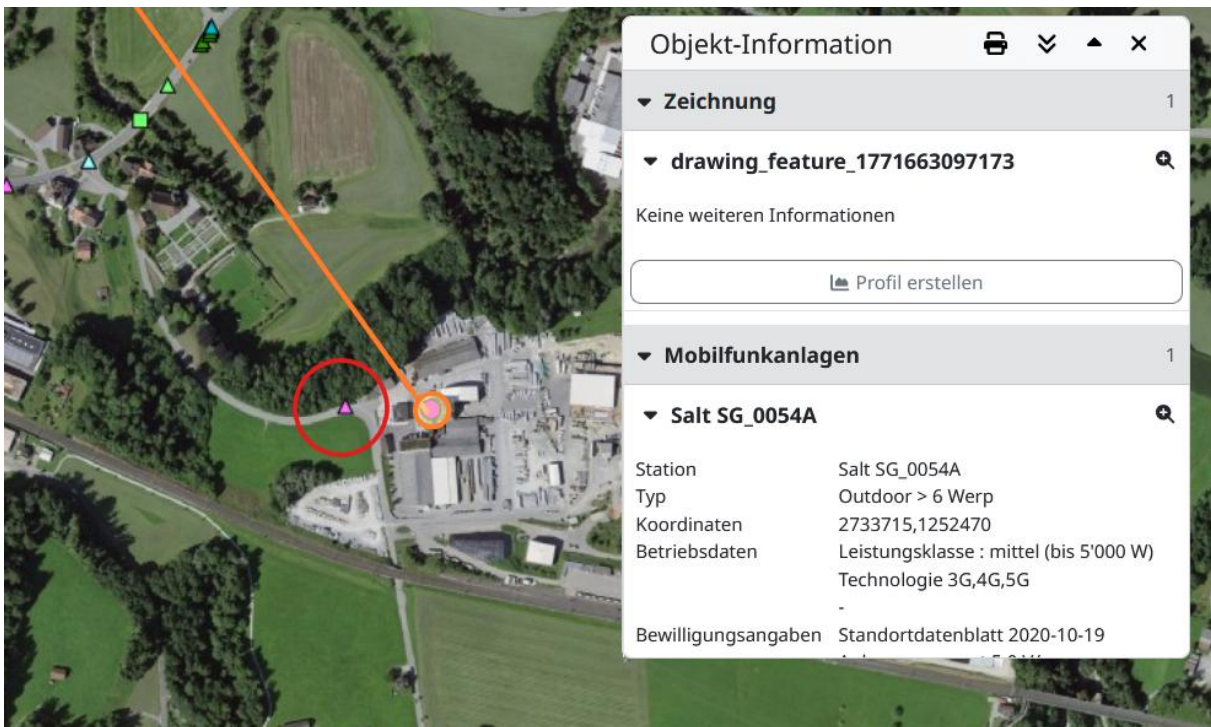 Objekt-Information
Zeichnung 1
drawing_feature_1771663097173
Keine weiteren Informationen
Profil erstellen
Mobilfunkanlagen 1
Salt SG_0054A
Station Salt SG_0054A
Typ Outdoor > 6 Werp
Koordinaten 2733715,1252470
Betriebsdaten Leistungsklasse : mittel (bis 5'000 W)
Technologie 3G,4G,5G
-
Bewilligungsangaben Standortdatenblatt 2020-10-19